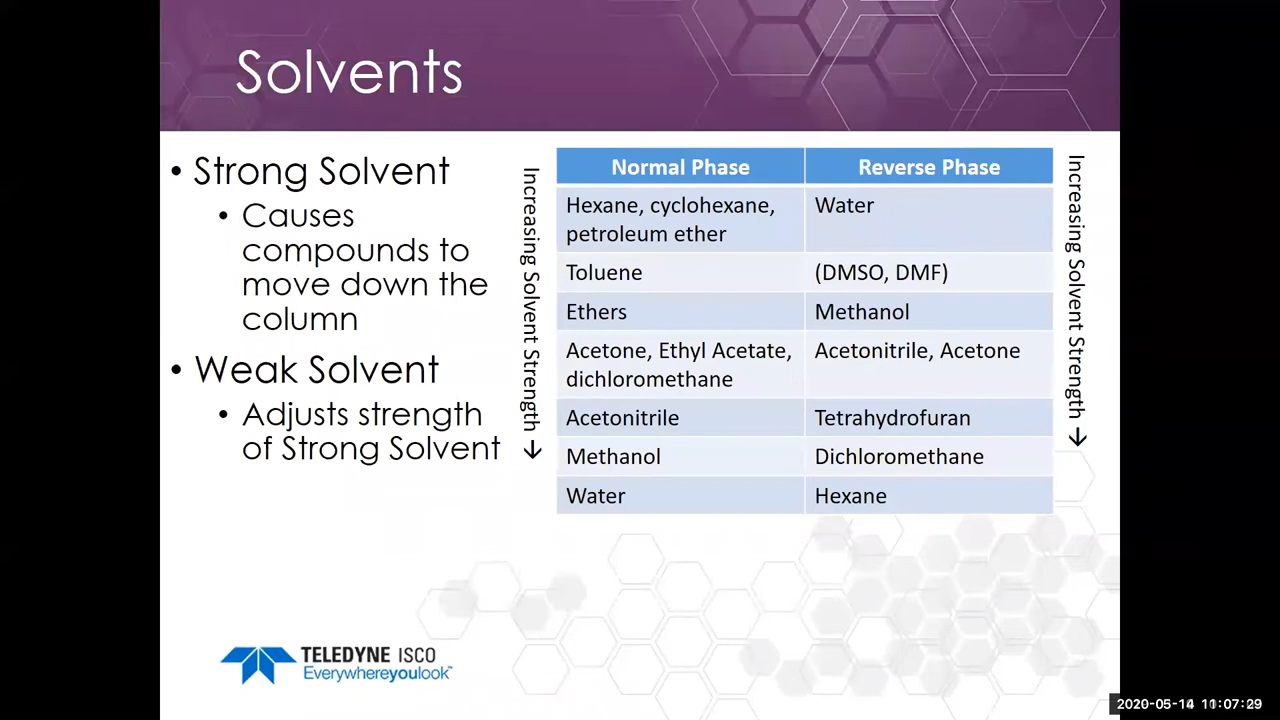 Solvents
• Strong Solvent
• Causes
compounds to
move down the
column
• Weak Solvent
• Adjusts strength
of Strong Solvent
Increasing Solvent Strength →
Normal Phase Reverse Phase
Hexane, cyclohexane, Water
petroleum ether
Toluene (DMSO, DMF)
Ethers Methanol
Acetone, Ethyl Acetate, Acetonitrile, Acetone
dichloromethane
Acetonitrile Tetrahydrofuran
Methanol Dichloromethane
Water Hexane
Increasing Solvent Strength →
TELEDYNE ISCO
Everywhereyoulook™
2020-05-14 11:07:29